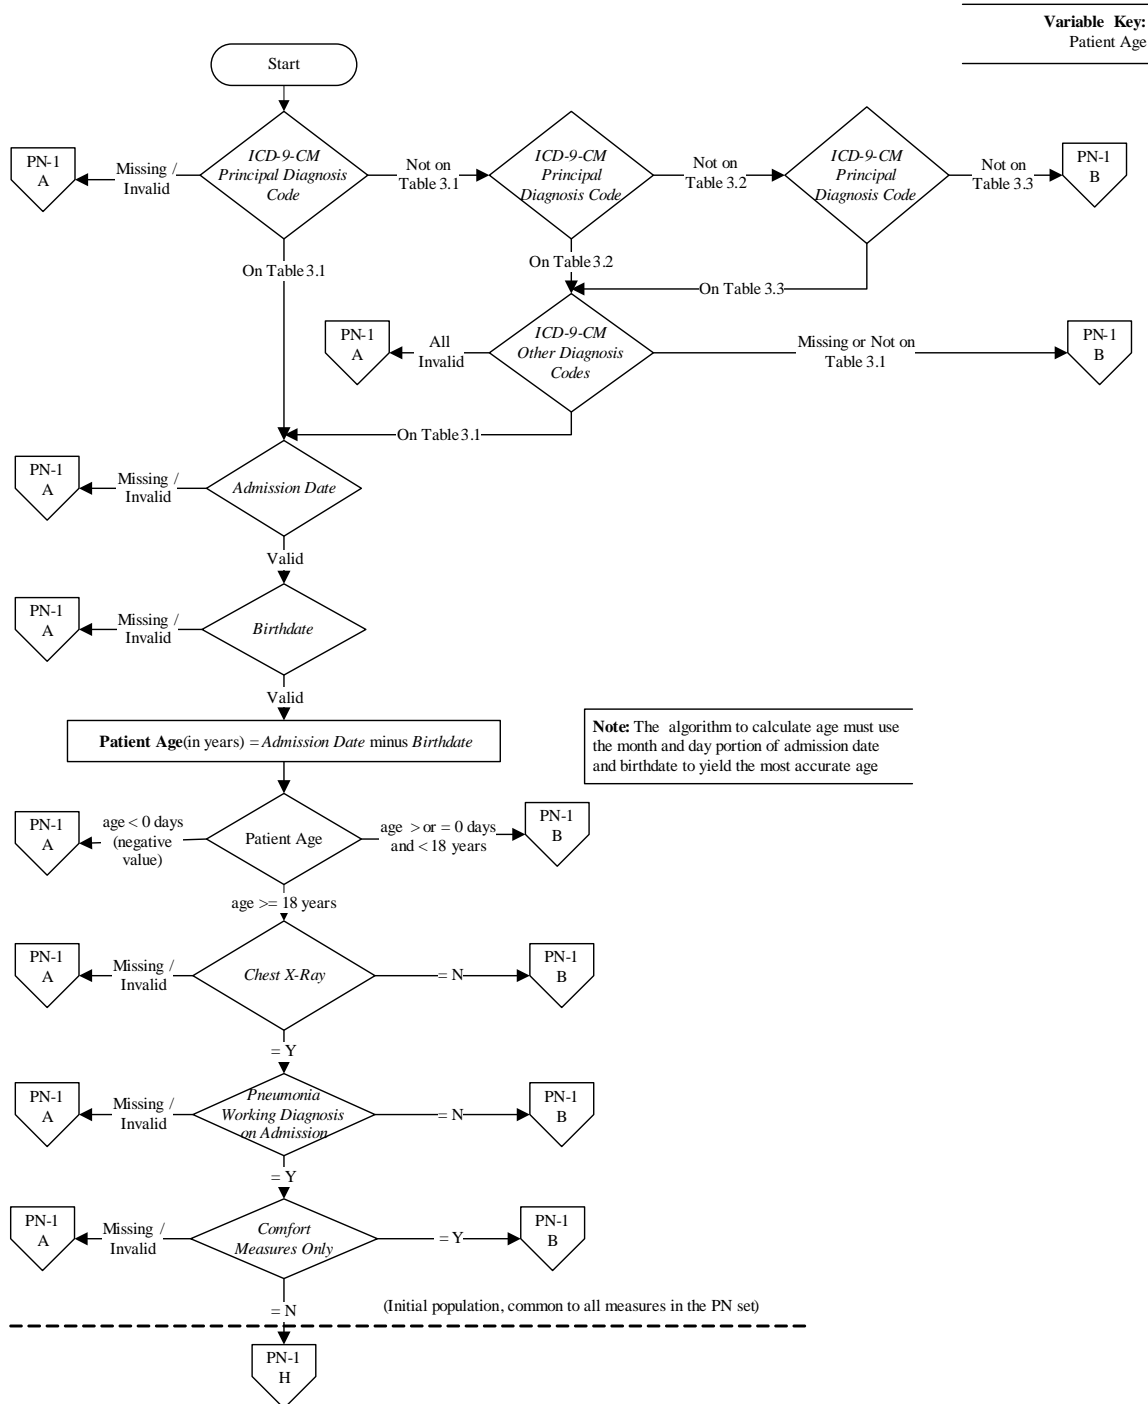 Variable Key:
Patient Age
Start
PN-1
A
Missing /
Invalid
ICD-9-CM
Principal Diagnosis
Code
Not on
Table 3.1
ICD-9-CM
Principal
Diagnosis Code
Not on
Table 3.2
ICD-9-CM
Principal
Diagnosis Code
Not on
Table 3.3
PN-1
B
On Table 3.1
On Table 3.2
On Table 3.3
PN-1
A
All
Invalid
ICD-9-CM
Other Diagnosis
Codes
Missing or Not on
Table 3.1
PN-1
B
On Table 3.1
PN-1
A
Missing /
Invalid
Admission Date
Valid
PN-1
A
Missing /
Invalid
Birthdate
Valid
Patient Age(in years) = Admission Date minus Birthdate
Note: The algorithm to calculate age must use
the month and day portion of admission date
and birthdate to yield the most accurate age
PN-1
A
age < 0 days
(negative
value)
Patient Age
age > or = 0 days
and < 18 years
PN-1
B
age >= 18 years
PN-1
A
Missing /
Invalid
Chest X-Ray
= N
PN-1
B
= Y
PN-1
A
Missing /
Invalid
Pneumonia
Working Diagnosis
on Admission
= N
PN-1
B
= Y
PN-1
A
Missing /
Invalid
Comfort
Measures Only
= Y
PN-1
B
= N
(Initial population, common to all measures in the PN set)
PN-1
H